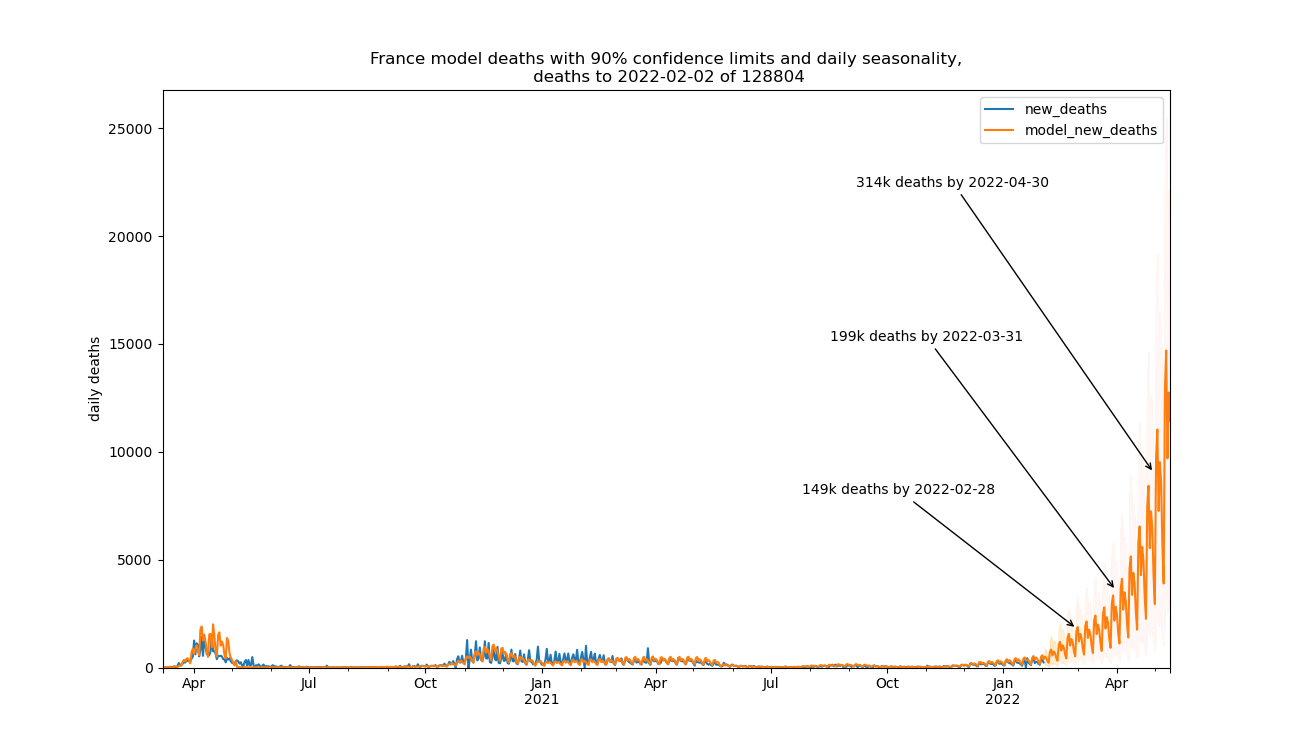 France model deaths with 90% confidence limits and daily seasonality,
deaths to 2022-02-02 of 128804
new_deaths
model_new_deaths
25000
20000
15000
10000
5000
0
daily deaths
314k deaths by 2022-04-30
199k deaths by 2022-03-31
149k deaths by 2022-02-28
Apr Jul Oct Jan Apr Jul Oct Jan Apr
2021 2022